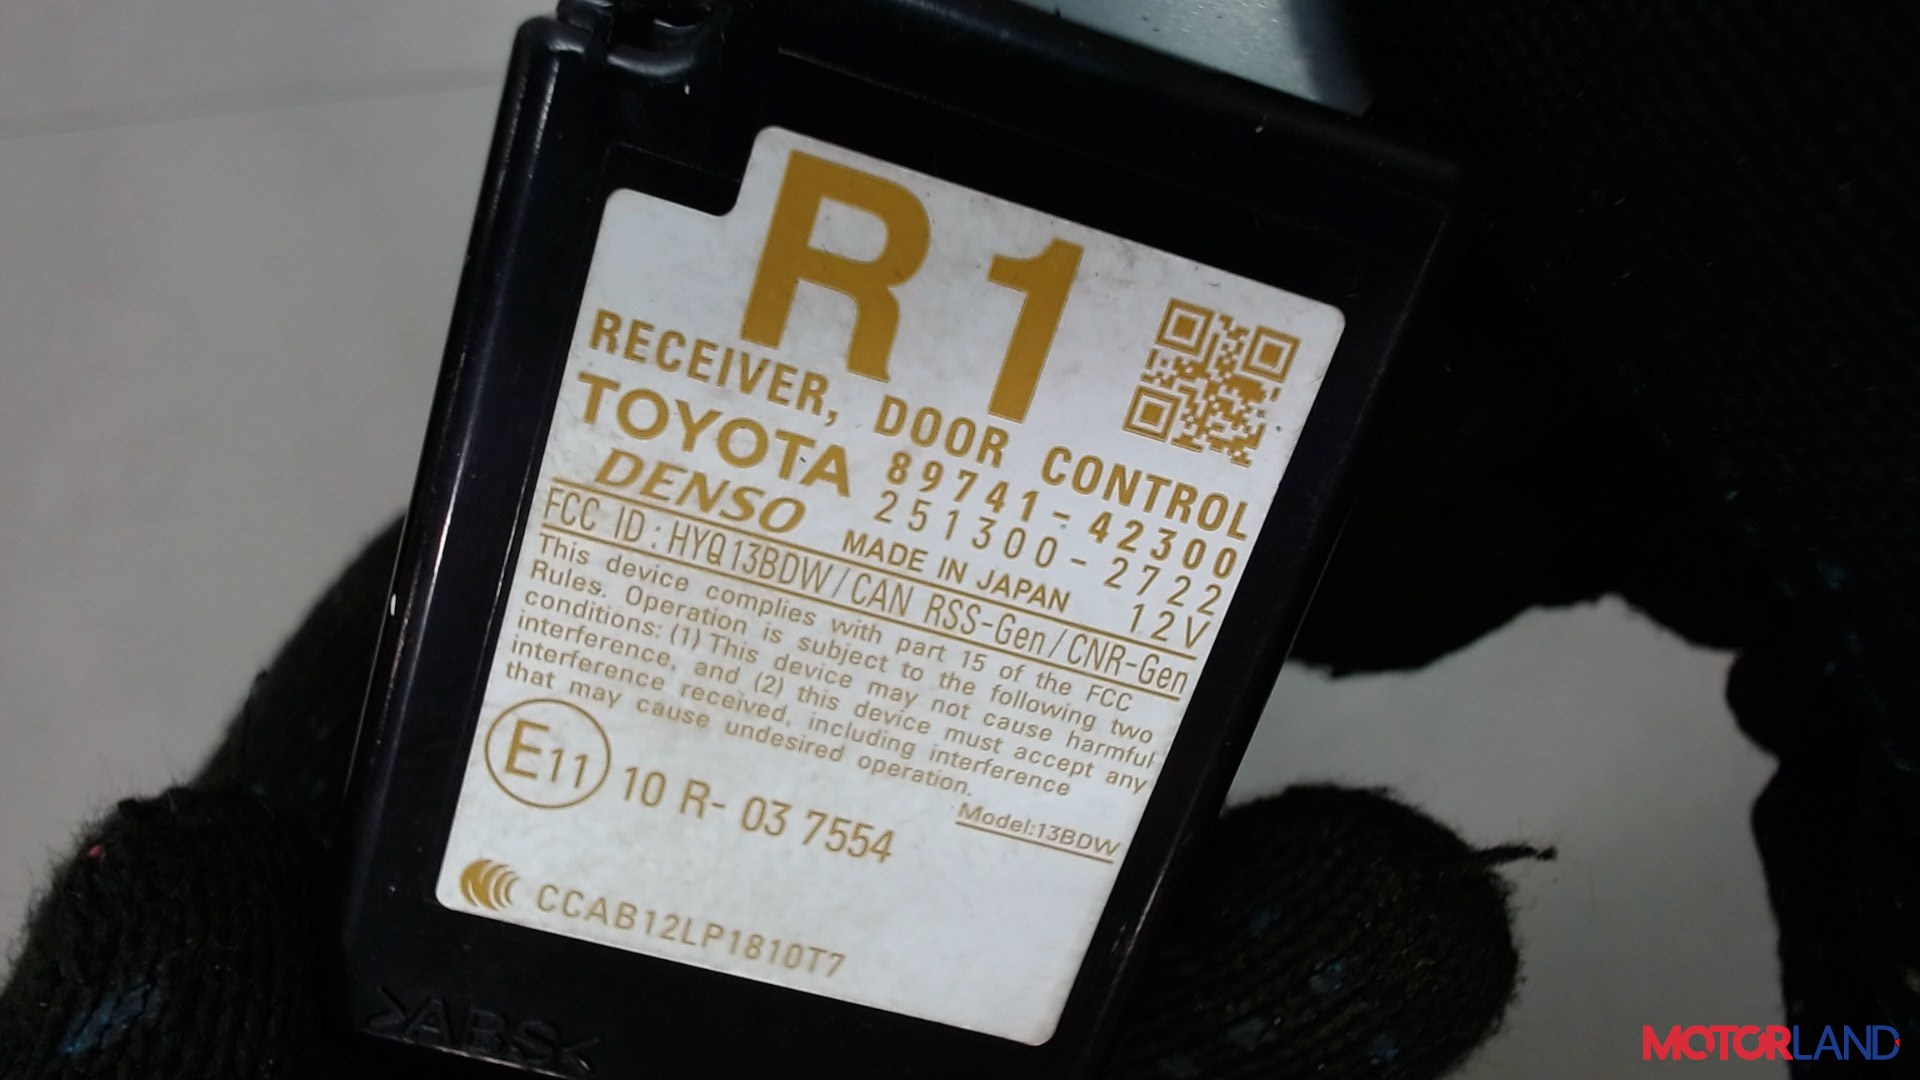 R1
RECEIVER, DOOR CONTROL
TOYOTA 89741-42300
DENSO 251300-2722
MADE IN JAPAN 12V
FCC ID : HYQ13BDW/CAN RSS-Gen/CNR-Gen
This device complies with part 15 of the FCC
Rules. Operation is subject to the following two
conditions: (1) This device may not cause harmful
interference, and (2) this device must accept any
interference received, including interference
that may cause undesired operation.
Model:13BDW
E11 10 R- 03 7554
CCAB12LP1810T7
>ABS<
MOTORLAND